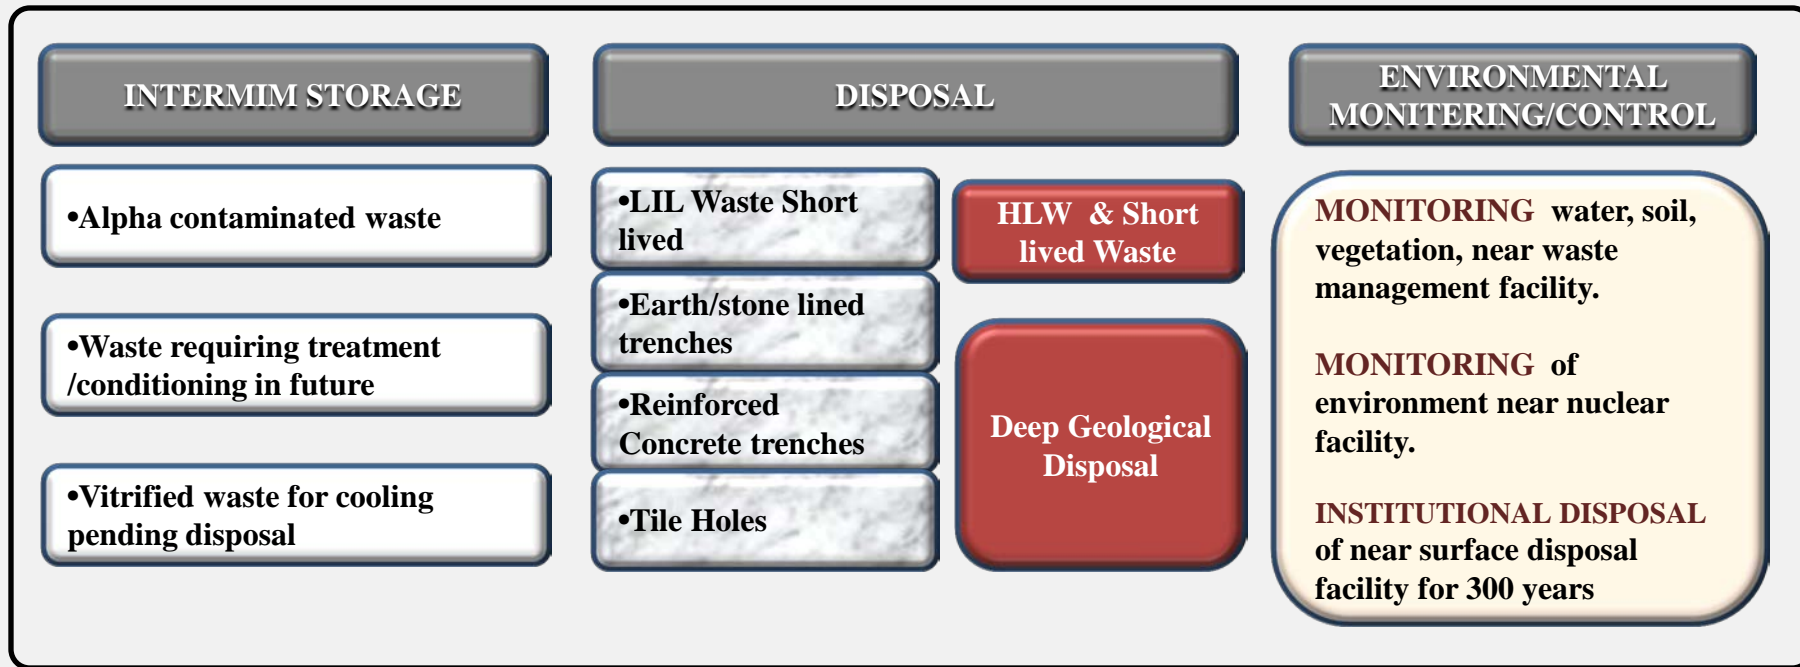 INTERMIM STORAGE
•Alpha contaminated waste
•Waste requiring treatment
/conditioning in future
•Vitrified waste for cooling
pending disposal
DISPOSAL
•LIL Waste Short
lived
•Earth/stone lined
trenches
•Reinforced
Concrete trenches
•Tile Holes
HLW & Short
lived Waste
Deep Geological
Disposal
ENVIRONMENTAL
MONITERING/CONTROL
MONITORING water, soil,
vegetation, near waste
management facility.
MONITORING of
environment near nuclear
facility.
INSTITUTIONAL DISPOSAL
of near surface disposal
facility for 300 years